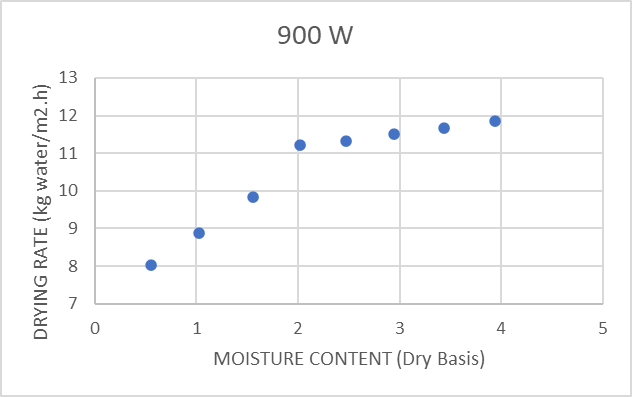 900 W
DRYING RATE (kg water/m2.h)
13
12
11
10
9
8
7
0 1 2 3 4 5
MOISTURE CONTENT (Dry Basis)